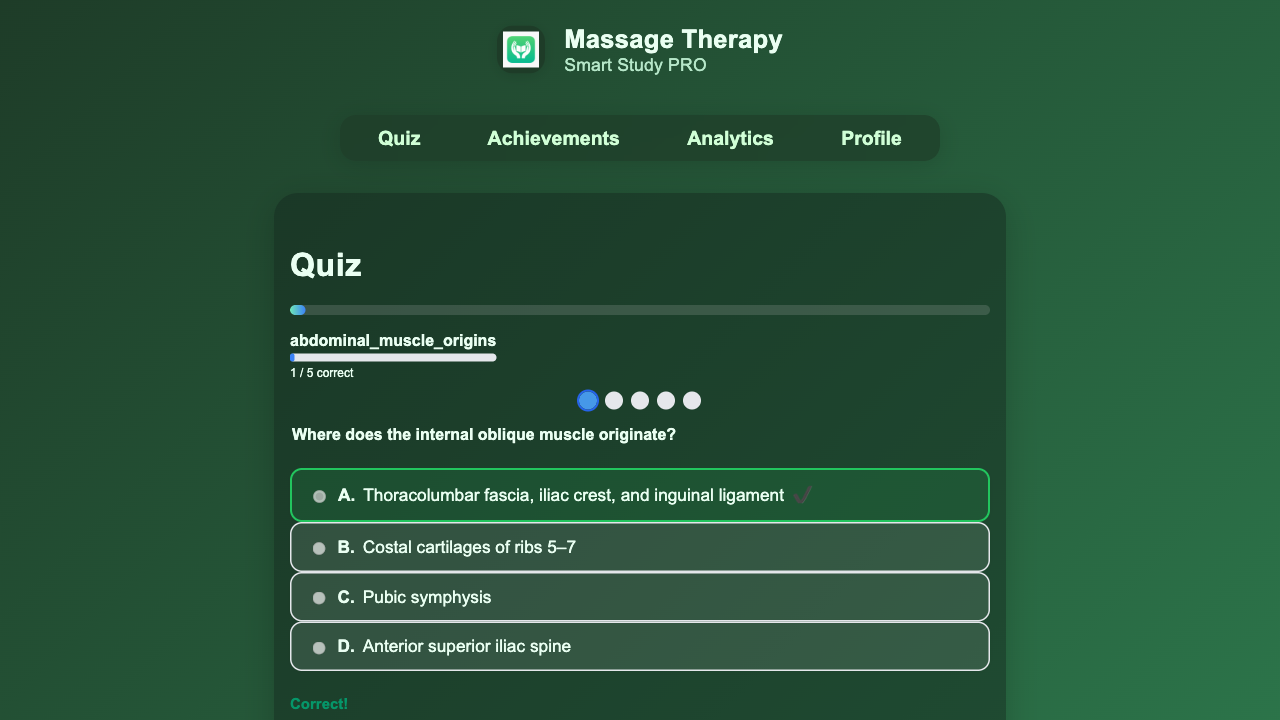 Massage Therapy
Smart Study PRO
Quiz Achievements Analytics Profile
Quiz
abdominal_muscle_origins
1 / 5 correct
Where does the internal oblique muscle originate?
A. Thoracolumbar fascia, iliac crest, and inguinal ligament ✔
B. Costal cartilages of ribs 5–7
C. Pubic symphysis
D. Anterior superior iliac spine
Correct!